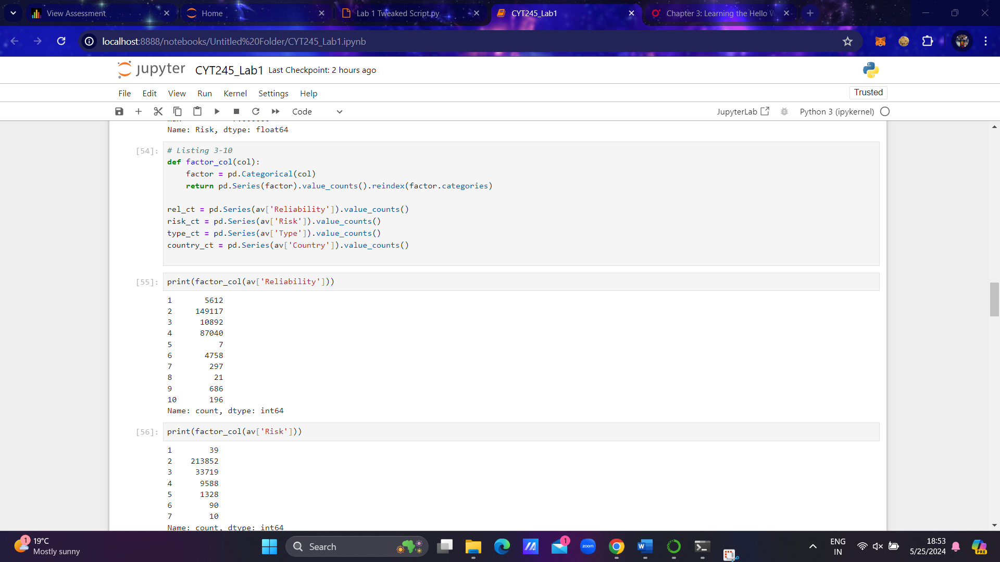 View Assessment
Home
Lab 1 Tweaked Script.py
CYT245_Lab1
Chapter 3: Learning the Hello W
localhost:8888/notebooks/Untitled%20Folder/CYT245_Lab1.ipynb
jupyter CYT245_Lab1 Last Checkpoint: 2 hours ago
File Edit View Run Kernel Settings Help
Trusted
Code
JupyterLab
Python 3 (ipykernel)
Name: Risk, dtype: float64
[54]: # Listing 3-10
def factor_col(col):
    factor = pd.Categorical(col)
    return pd.Series(factor).value_counts().reindex(factor.categories)
rel_ct = pd.Series(av['Reliability']).value_counts()
risk_ct = pd.Series(av['Risk']).value_counts()
type_ct = pd.Series(av['Type']).value_counts()
country_ct = pd.Series(av['Country']).value_counts()
[55]: print(factor_col(av['Reliability']))
1 5612
2 149117
3 10892
4 87040
5 7
6 4758
7 297
8 21
9 686
10 196
Name: count, dtype: int64
[56]: print(factor_col(av['Risk']))
1 39
2 213852
3 33719
4 9588
5 1328
6 90
7 10
Name: count, dtype: int64
1
19°C
Mostly sunny
Search
1
zoom
W
ENG
IN
18:53
5/25/2024
PRE